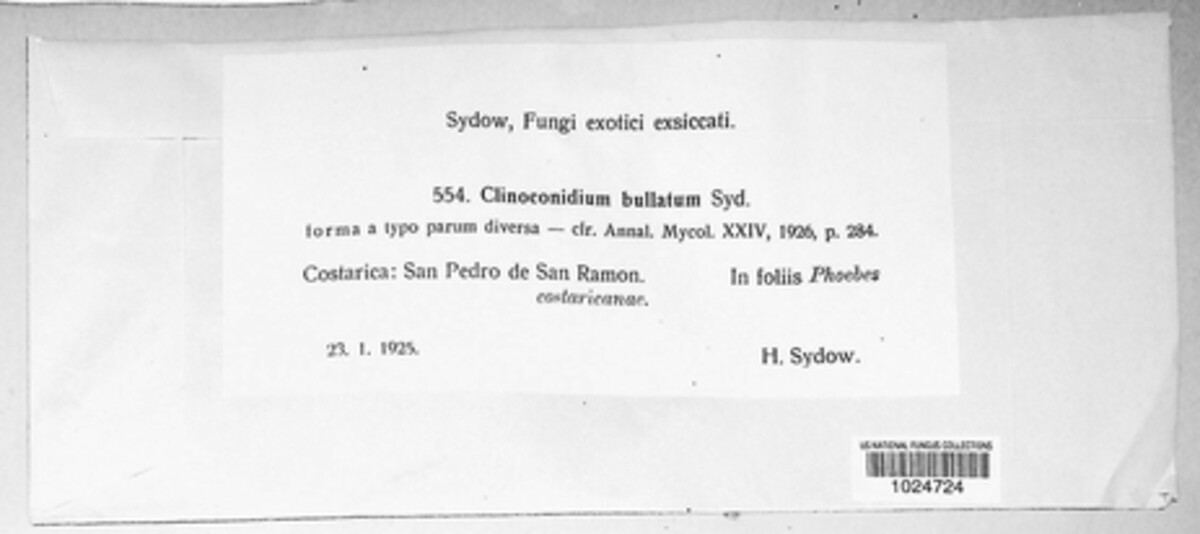 Sydow, Fungi exotici exsiccati.
554. Clinoconidium bullatum Syd.
forma a typo parum diversa — cfr. Annal. Mycol. XXIV, 1926, p. 284.
Costarica: San Pedro de San Ramon. In foliis Phoebes
costaricanae.
23. 1. 1925. H. Sydow.
US NATIONAL FUNGUS COLLECTIONS
1024724